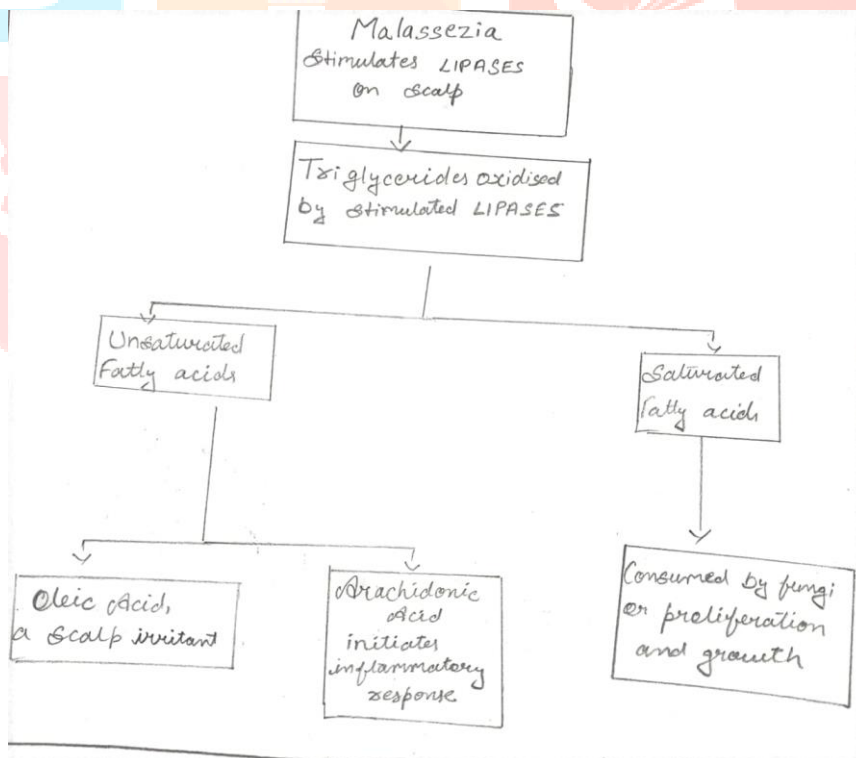 Malassezia
Stimulates LIPASES
on Scalp
Triglycerides oxidised
by stimulated LIPASES
Unsaturated
Fatty acids
Saturated
fatty acids
Oleic Acid,
a Scalp irritant
Arachidonic
Acid
initiates
inflammatory
response
Consumed by fungi
or proliferation
and growth